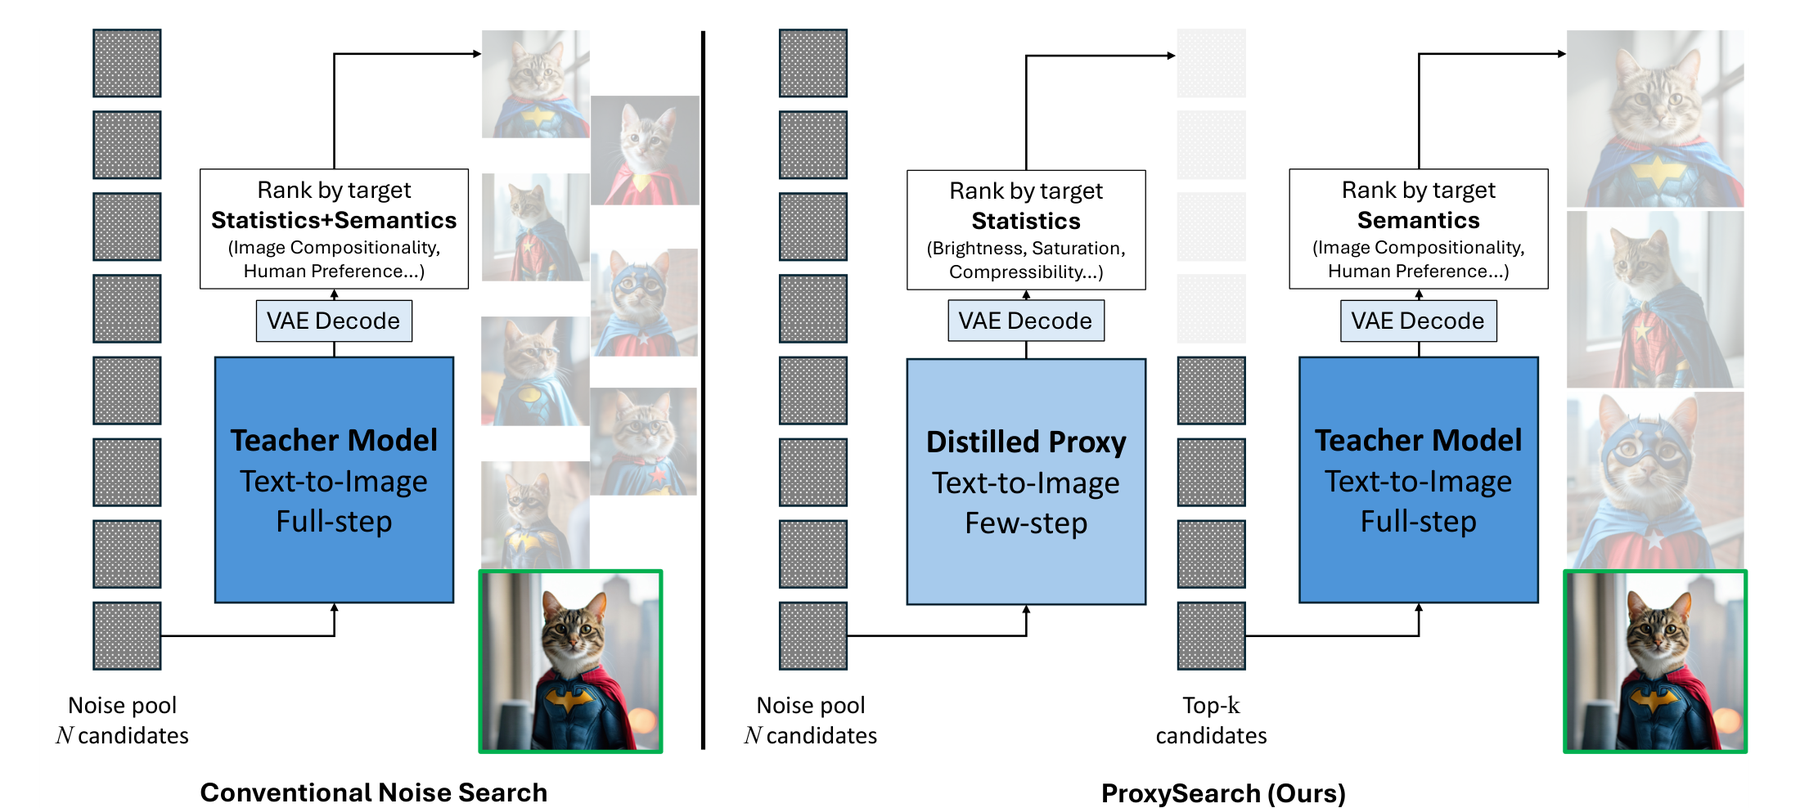 Rank by target
Statistics+Semantics
(Image Compositionality,
Human Preference...)
VAE Decode
Teacher Model
Text-to-Image
Full-step
Noise pool
N candidates
Conventional Noise Search
Rank by target
Statistics
(Brightness, Saturation,
Compressibility...)
VAE Decode
Distilled Proxy
Text-to-Image
Few-step
Noise pool
N candidates
Top-k
candidates
Rank by target
Semantics
(Image Compositionality,
Human Preference...)
VAE Decode
Teacher Model
Text-to-Image
Full-step
ProxySearch (Ours)